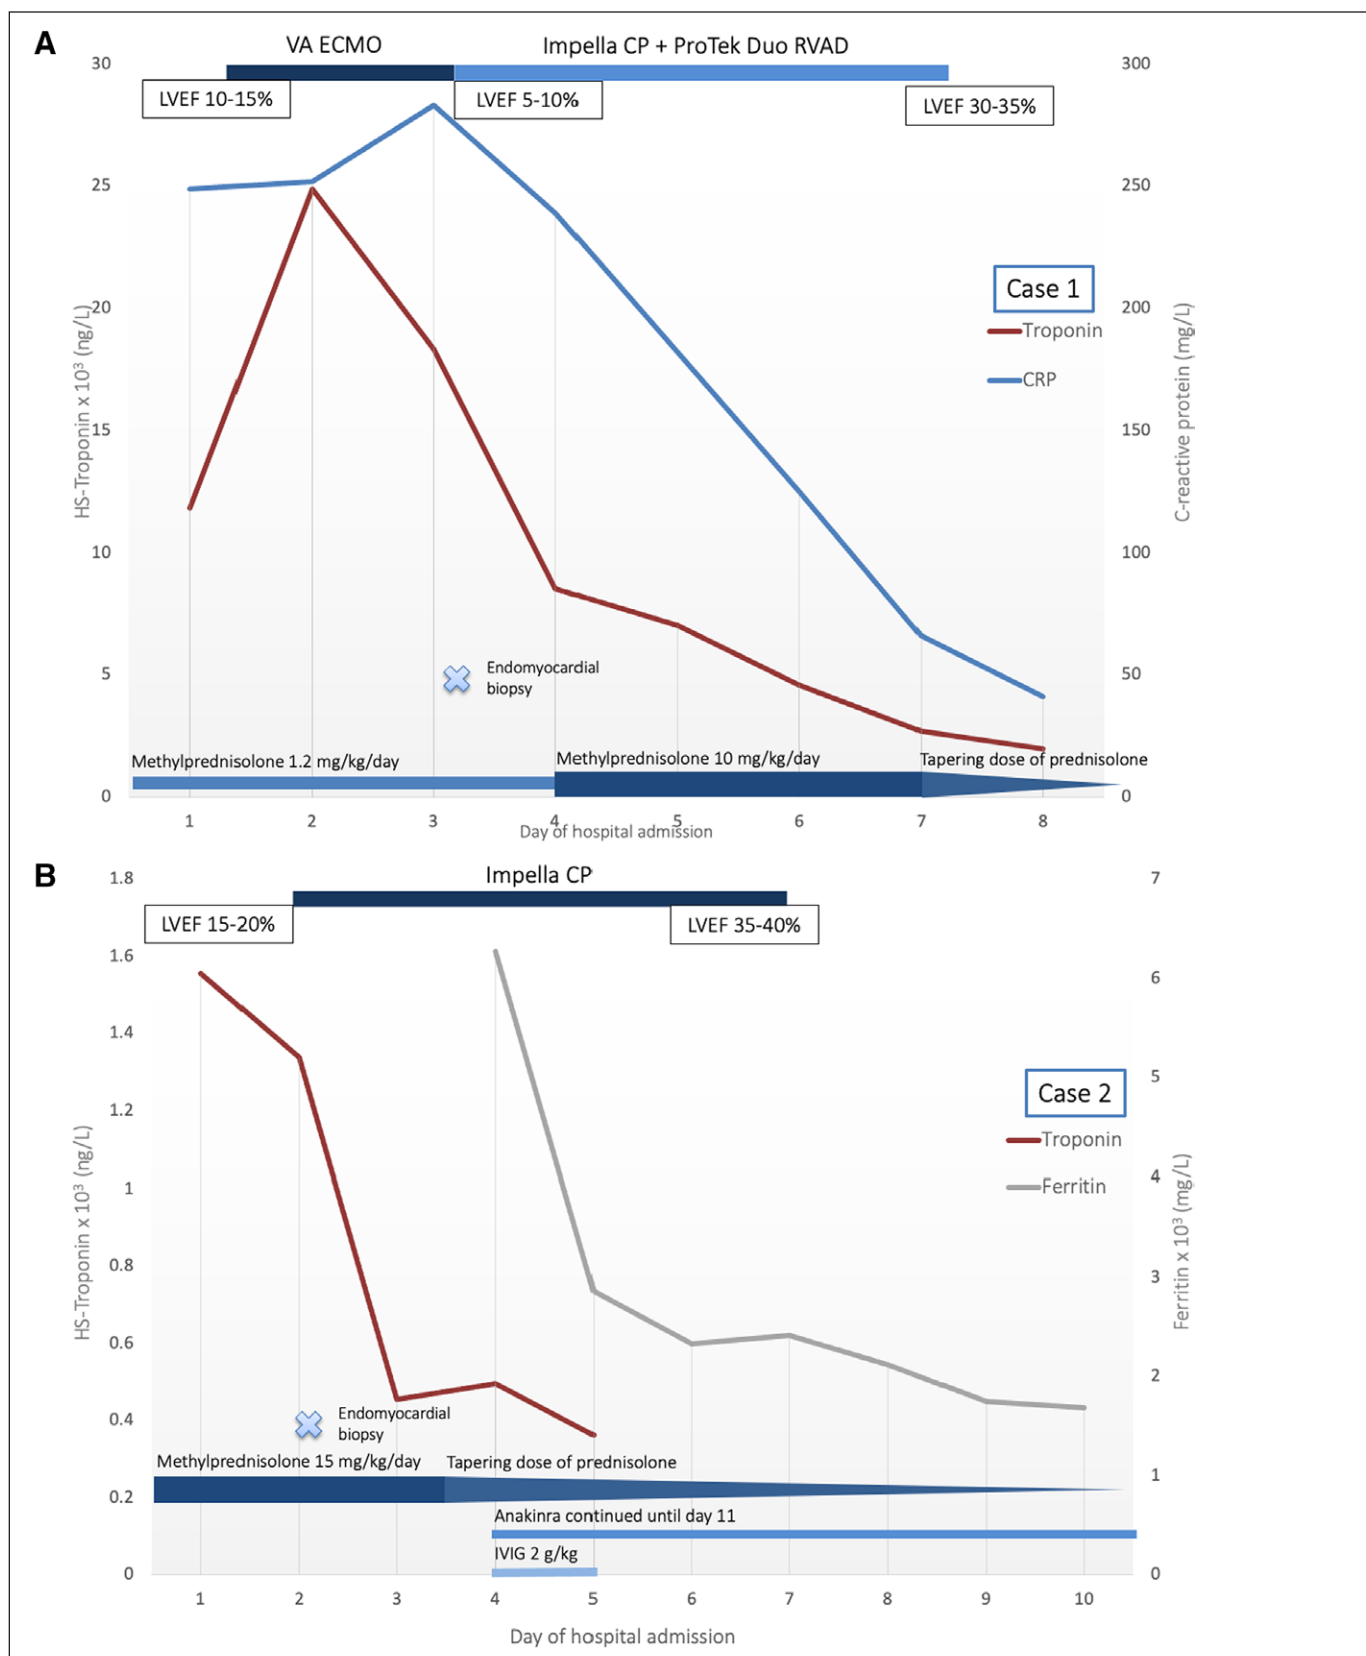 A
VA ECMO
Impella CP + ProTek Duo RVAD
30
300
LVEF 10-15%
LVEF 5-10%
LVEF 30-35%
25
250
20
200
15
150
10
100
5
50
0
0
HS-Troponin x 10³ (ng/L)
C-reactive protein (mg/L)
Case 1
Troponin
CRP
Endomyocardial
biopsy
Methylprednisolone 1.2 mg/kg/day
Methylprednisolone 10 mg/kg/day
Tapering dose of prednisolone
1 2 3 4 5 6 7 8
Day of hospital admission
B
Impella CP
1.8
7
LVEF 15-20%
LVEF 35-40%
1.6
6
1.4
5
1.2
4
1
3
0.8
0.6
2
0.4
1
0.2
0
0
HS-Troponin x 10³ (ng/L)
Ferritin x 10³ (mg/L)
Case 2
Troponin
Ferritin
Endomyocardial
biopsy
Methylprednisolone 15 mg/kg/day
Tapering dose of prednisolone
Anakinra continued until day 11
IVIG 2 g/kg
1 2 3 4 5 6 7 8 9 10
Day of hospital admission